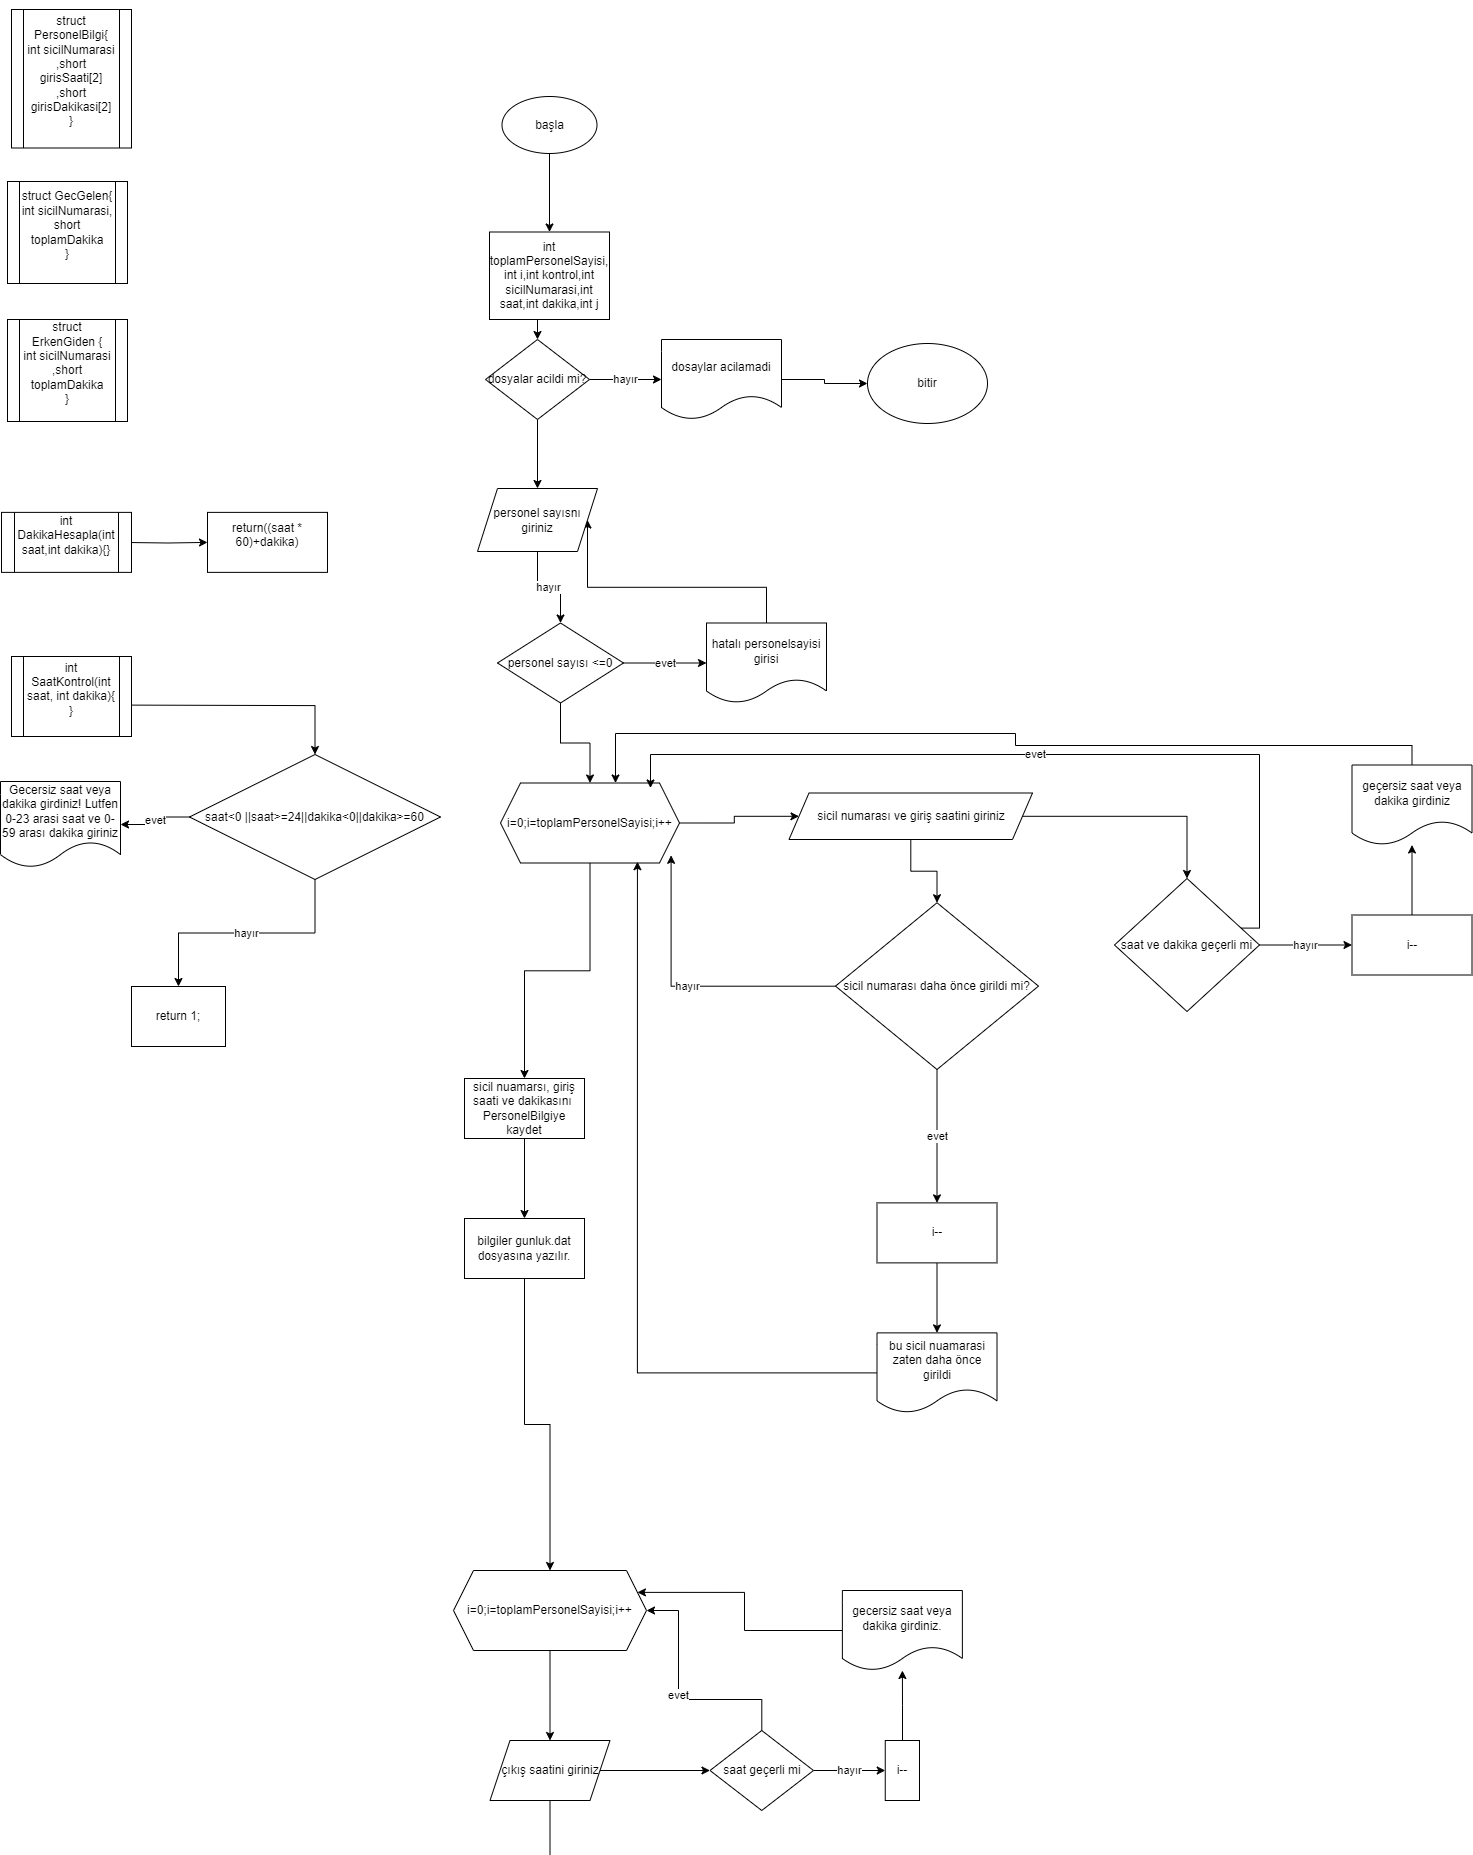 struct
PersonelBilgi{
int sicilNumarasi
,short
girisSaati[2]
,short
girisDakikasi[2]
}
struct GecGelen{
int sicilNumarasi,
short
toplamDakika
}
struct
ErkenGiden {
int sicilNumarasi
,short
toplamDakika
}
int
DakikaHesapla(int
saat,int dakika){}
return((saat *
60)+dakika)
int
SaatKontrol(int
saat, int dakika){
}
saat<0 ||saat>=24||dakika<0||dakika>=60
evet
Gecersiz saat veya
dakika girdiniz! Lutfen
0-23 arasi saat ve 0-
59 arası dakika giriniz
hayır
return 1;
başla
int
toplamPersonelSayisi,
int i,int kontrol,int
sicilNumarasi,int
saat,int dakika,int j
dosyalar acildi mi?
hayır
dosaylar acilamadi
bitir
personel sayısnı
giriniz
hayır
personel sayısı <=0
evet
hatalı personelsayisi
girisi
i=0;i=toplamPersonelSayisi;i++
sicil numarası ve giriş saatini giriniz
evet
geçersiz saat veya
dakika girdiniz
saat ve dakika geçerli mi
hayır
i--
sicil numarası daha önce girildi mi?
hayır
evet
i--
bu sicil nuamarasi
zaten daha önce
girildi
sicil nuamarsı, giriş
saati ve dakikasını
PersonelBilgiye
kaydet
bilgiler gunluk.dat
dosyasına yazılır.
i=0;i=toplamPersonelSayisi;i++
gecersiz saat veya
dakika girdiniz.
evet
çıkış saatini giriniz
saat geçerli mi
hayır
i--